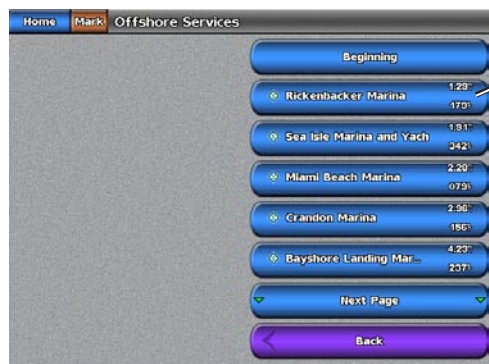 Home Mark Offshore Services
Beginning
Rickenbacker Marina
1.29
179
Sea Isle Marina and Yach
1.91
342
Miami Beach Marina
2.20
079
Crandon Marina
2.96
156
Bayshore Landing Mar...
4.23
237
Next Page
Back